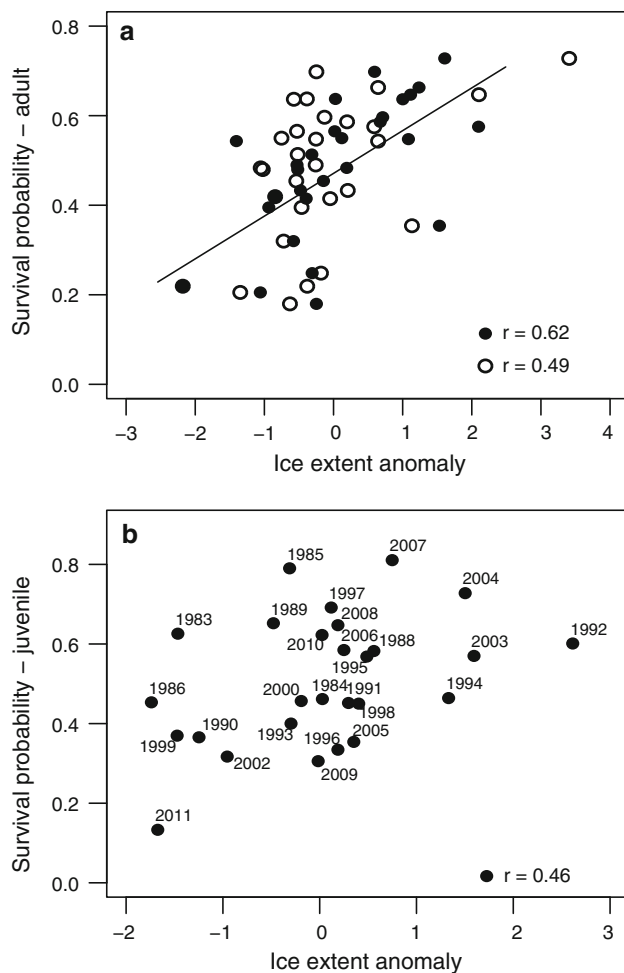 a
Survival probability – adult
0.8
0.6
0.4
0.2
0.0
r = 0.62
r = 0.49
−3 −2 −1 0 1 2 3 4
Ice extent anomaly
b
Survival probability – juvenile
0.8
0.6
0.4
0.2
0.0
2007
1985
2004
1997
1989 2008
1983
1992
2010 2006 1988
2003
1995
1986
2000 1984 1991 1994
1998
1990
1993 1996 2005
1999
2002
2009
2011
r = 0.46
−2 −1 0 1 2 3
Ice extent anomaly